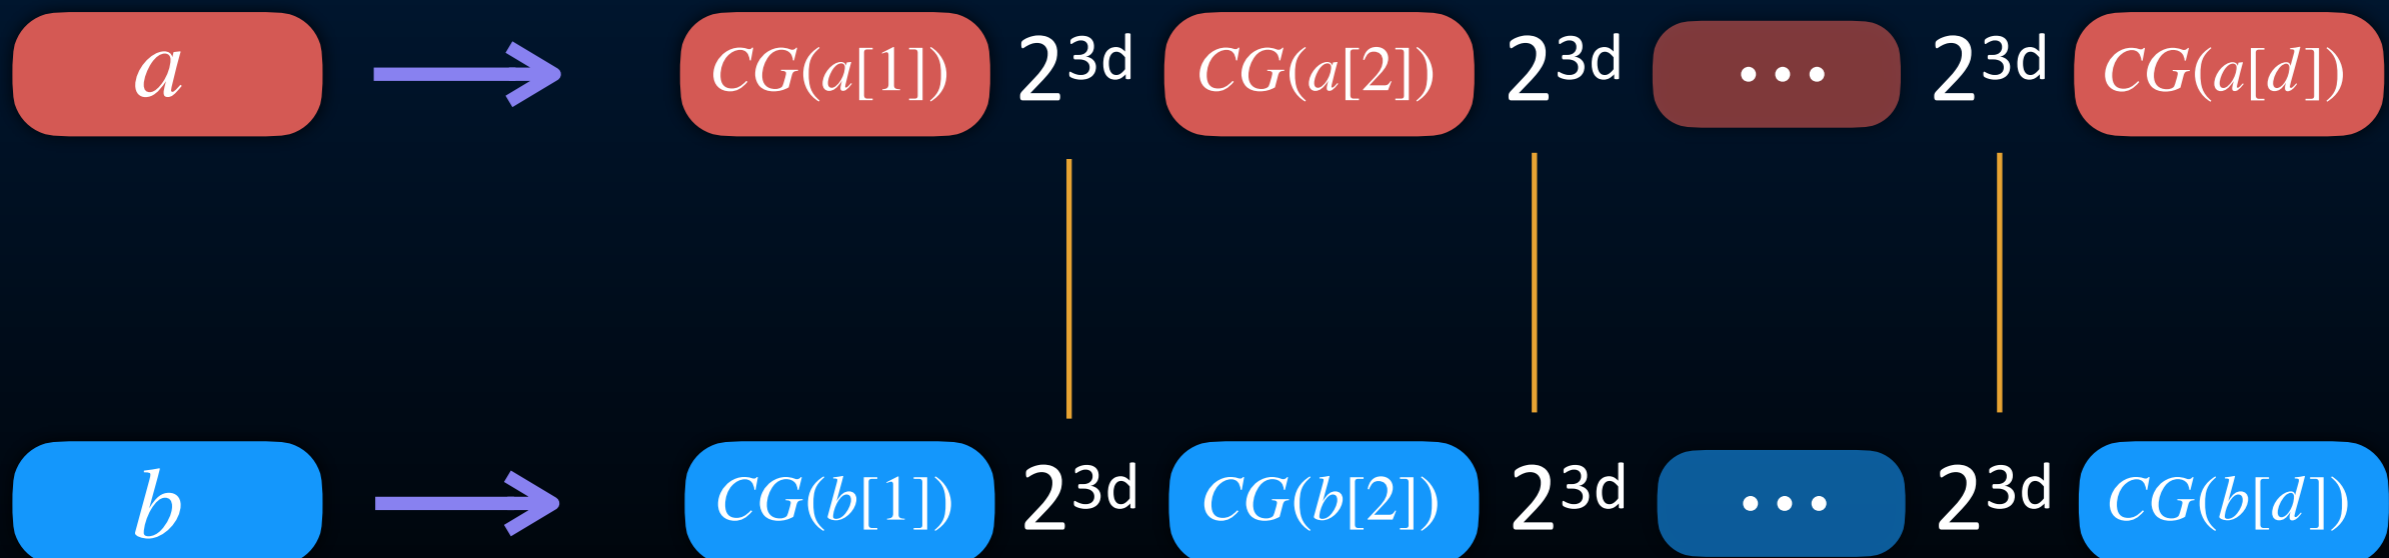 a → CG(a[1]) 2^{3d} CG(a[2]) 2^{3d} ••• 2^{3d} CG(a[d])
b → CG(b[1]) 2^{3d} CG(b[2]) 2^{3d} ••• 2^{3d} CG(b[d])